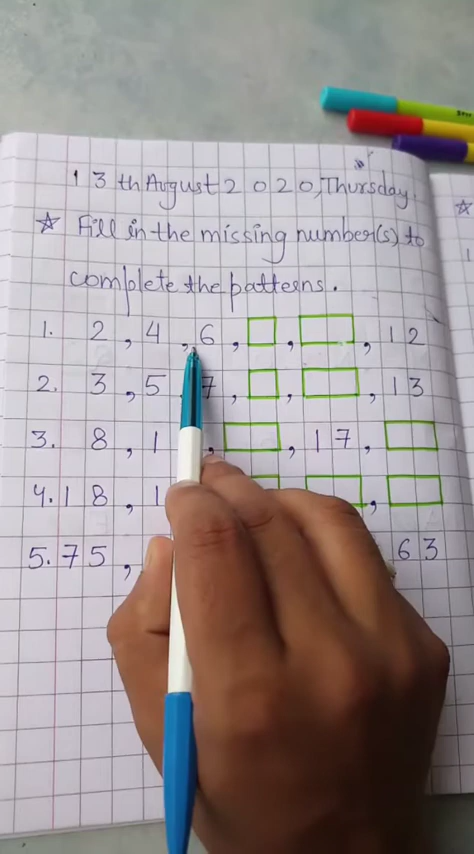 13th August 2020, Thursday
☆ Fill in the missing number(s) to
complete the patterns.
1. 2, 4, 6, □, □, 12
2. 3, 5, 7, □, □, 13
3. 8, 1 , □, 17, □
4. 18, 1 □, □, □
5. 75, 63